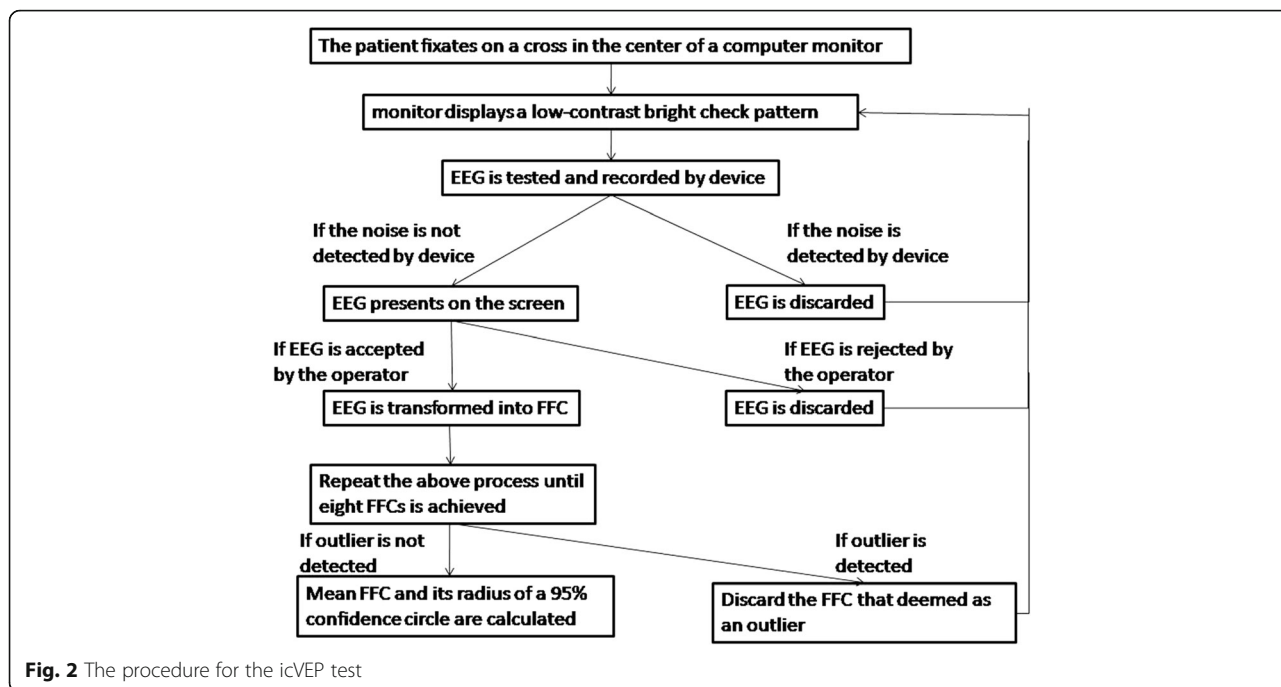 The patient fixates on a cross in the center of a computer monitor
monitor displays a low-contrast bright check pattern
EEG is tested and recorded by device
If the noise is not
detected by device
If the noise is
detected by device
EEG presents on the screen
EEG is discarded
If EEG is accepted
by the operator
If EEG is rejected by
the operator
EEG is transformed into FFC
EEG is discarded
Repeat the above process until
eight FFCs is achieved
If outlier is not
detected
If outlier is
detected
Mean FFC and its radius of a 95%
confidence circle are calculated
Discard the FFC that deemed as
an outlier
Fig. 2 The procedure for the icVEP test